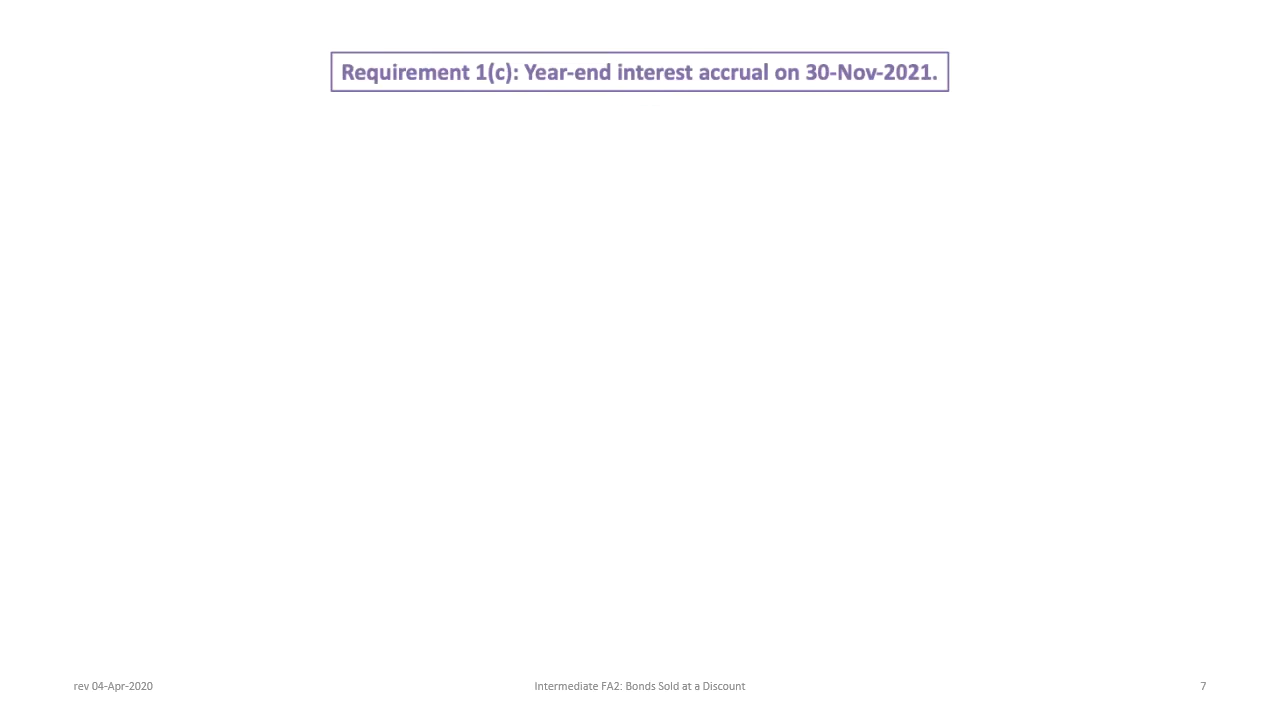 Requirement 1(c): Year-end interest accrual on 30-Nov-2021.
rev 04-Apr-2020
Intermediate FA2: Bonds Sold at a Discount
7